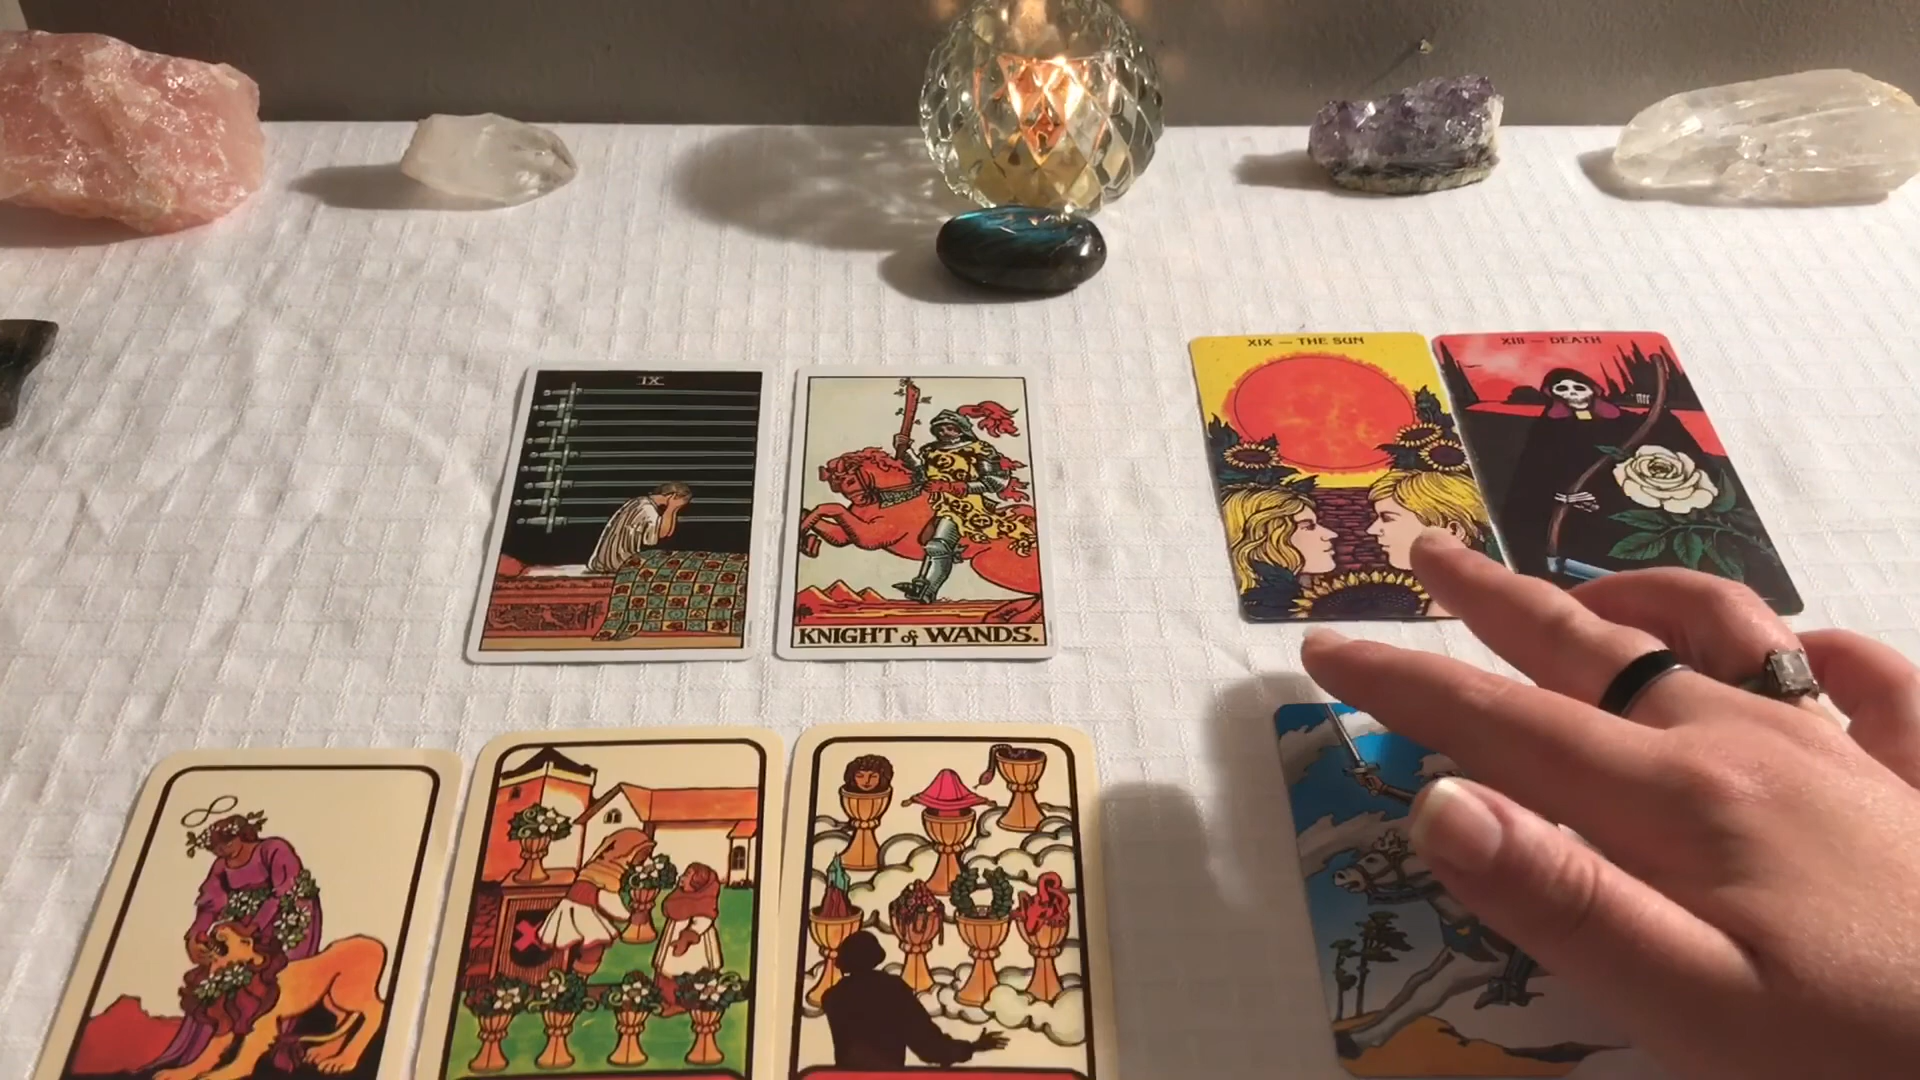 IX
KNIGHT of WANDS.
XIX — THE SUN
XIII — DEATH